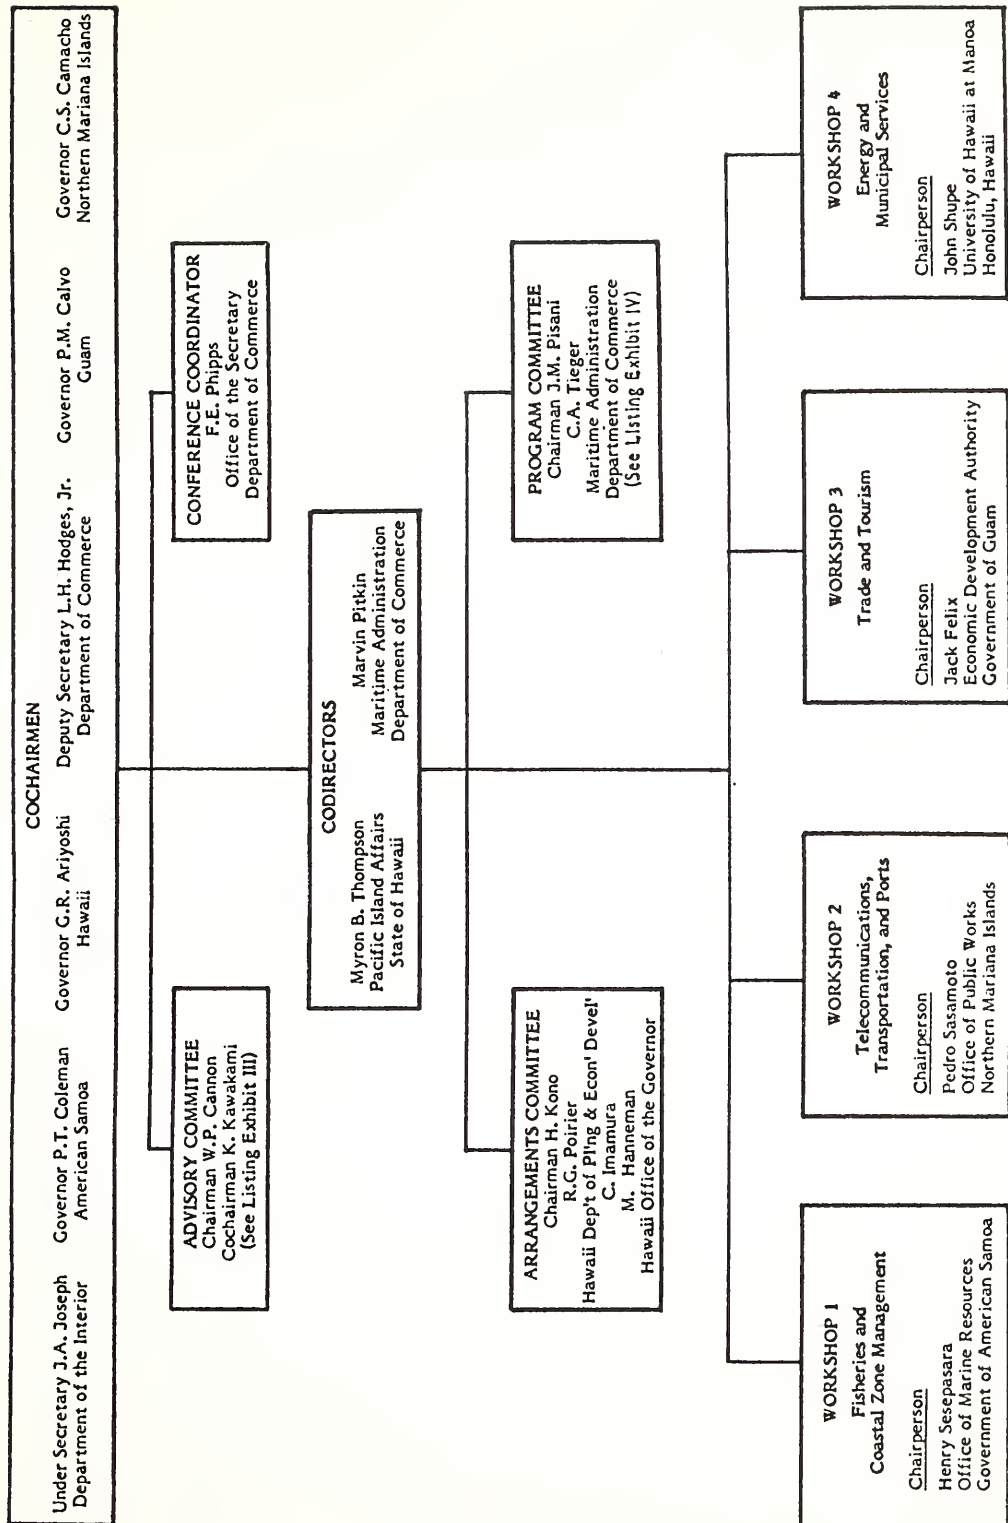 COCHAIRMEN
Under Secretary J.A. Joseph
Department of the Interior
Governor P.T. Coleman
American Samoa
Governor G.R. Ariyoshi
Hawaii
Deputy Secretary L.H. Hodges, Jr.
Department of Commerce
Governor P.M. Calvo
Guam
Governor C.S. Camacho
Northern Mariana Islands
ADVISORY COMMITTEE
Chairman W.P. Cannon
Cochairman K. Kawakami
(See Listing Exhibit III)
CONFERENCE COORDINATOR
F.E. Phipps
Office of the Secretary
Department of Commerce
CODIRECTORS
Myron B. Thompson
Pacific Island Affairs
State of Hawaii
Marvin Pitkin
Maritime Administration
Department of Commerce
ARRANGEMENTS COMMITTEE
Chairman H. Kono
R.G. Poirier
Hawaii Dep't of Pl'ng & Econ' Devel'
C. Imamura
M. Hanneman
Hawaii Office of the Governor
PROGRAM COMMITTEE
Chairman J.M. Pisani
C.A. Tieger
Maritime Administration
Department of Commerce
(See Listing Exhibit IV)
WORKSHOP 1
Fisheries and
Coastal Zone Management
Chairperson
Henry Sesepasara
Office of Marine Resources
Government of American Samoa
WORKSHOP 2
Telecommunications,
Transportation, and Ports
Chairperson
Pedro Sasamoto
Office of Public Works
Northern Mariana Islands
WORKSHOP 3
Trade and Tourism
Chairperson
Jack Felix
Economic Development Authority
Government of Guam
WORKSHOP 4
Energy and
Municipal Services
Chairperson
John Shupe
University of Hawaii at Manoa
Honolulu, Hawaii